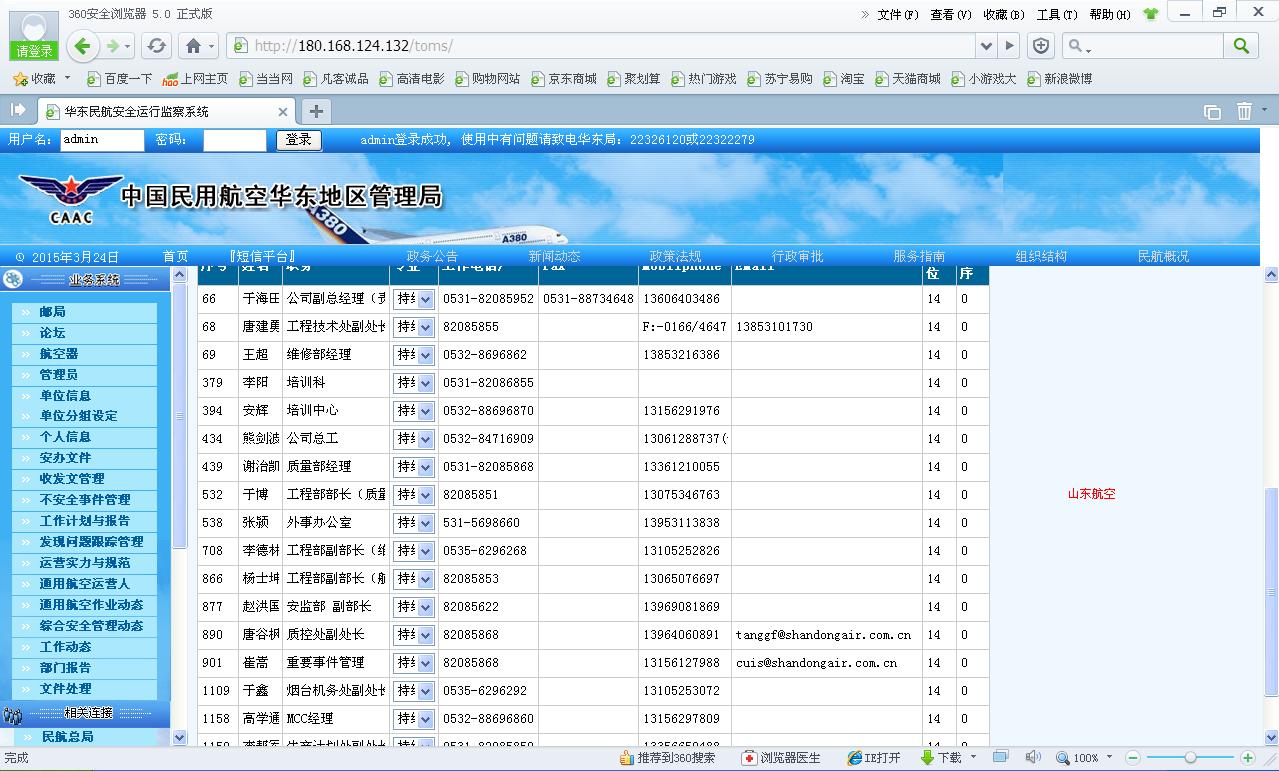 360安全浏览器 5.0 正式版
» 文件(F) 查看(V) 收藏(B) 工具(T) 帮助(H)
请登录
http://180.168.124.132/toms/
收藏 百度一下 上网主页 当当网 凡客诚品 高清电影 购物网站 京东商城 聚划算 热门游戏 苏宁易购 淘宝 天猫商城 小游戏大 新浪微博
华东民航安全运行监察系统
用户名: admin 密码: 登录 admin登录成功, 使用中有问题请致电华东局: 22326120或22322279
CAAC 中国民用航空华东地区管理局
A380 A380
2015年3月24日 首页 『短信平台』 政务公告 新闻动态 政策法规 行政审批 服务指南 组织结构 民航概况
业务系统
邮局
论坛
航空器
管理员
单位信息
单位分组设定
个人信息
安办文件
收发文管理
不安全事件管理
工作计划与报告
发现问题跟踪管理
运营实力与规范
通用航空运营人
通用航空作业动态
综合安全管理动态
工作动态
部门报告
文件处理
相关连接
民航总局
序号 姓名 职务 专业 工作电话/ Fax Mobilphone Email 位 序
66 于海田 公司副总经理( 持 0531-82085952 0531-88734648 13606403436 14 0
68 唐建勇 工程技术处副处长 持 82085855 F:-0166/4647 13853101730 14 0
69 王超 维修部经理 持 0532-8696862 13853216386 14 0
379 李阳 培训科 持 0531-82086855 14 0
394 安辉 培训中心 持 0532-88696870 13156291976 14 0
434 熊剑波 公司总工 持 0532-84716909 13061288737( 14 0
439 谢治凯 质量部经理 持 0531-82085868 13361210055 14 0
532 于博 工程部部长(质量 持 82085851 13075346763 14 0
538 张颍 外事办公室 持 531-5698660 13953113838 14 0
708 李德林 工程部副部长( 持 0535-6296268 13105252826 14 0
866 杨士坤 工程部副部长( 持 82085853 13065076697 14 0
877 赵洪国 安监部 副部长 持 82085622 13969081869 14 0
890 唐谷枫 质控处副处长 持 82085868 13964060891 tanggf@shandongair.com.cn 14 0
901 崔嵩 重要事件管理 持 82085868 13156127983 cuis@shandongair.com.cn 14 0
1109 于鑫 烟台机务处副处长 持 0535-6296292 13105253072 14 0
1158 高学通 MCC经理 持 0532-88696860 13156297837 14 0
山东航空
完成 推荐到360搜索 浏览器医生 IE打开 下载 100%